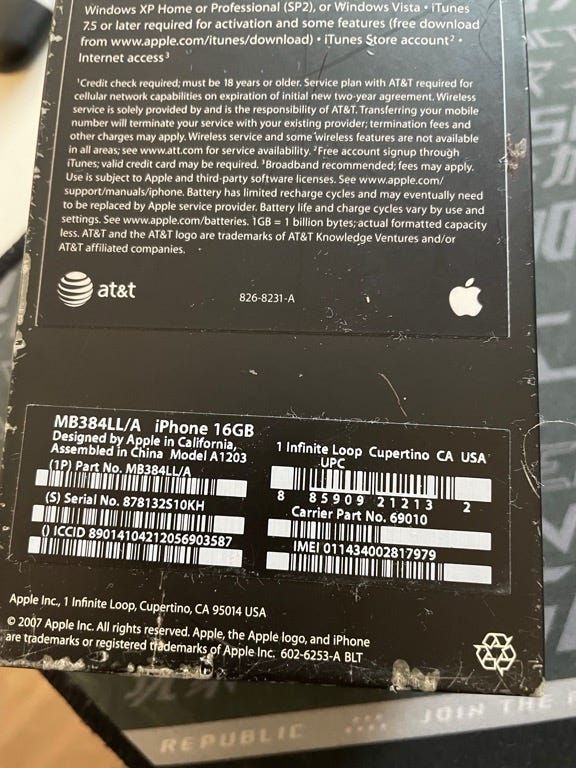 Windows XP Home or Professional (SP2), or Windows Vista • iTunes
7.5 or later required for activation and some features (free download
from www.apple.com/itunes/download) • iTunes Store account² •
Internet access³
¹Credit check required; must be 18 years or older. Service plan with AT&T required for
cellular network capabilities on expiration of initial new two-year agreement. Wireless
service is solely provided by and is the responsibility of AT&T. Transferring your mobile
number will terminate your service with your existing provider; termination fees and
other charges may apply. Wireless service and some wireless features are not available
in all areas; see www.att.com for service availability. ²Free account signup through
iTunes; valid credit card may be required. ³Broadband recommended; fees may apply.
Use is subject to Apple and third-party software licenses. See www.apple.com/
support/manuals/iphone. Battery has limited recharge cycles and may eventually need
to be replaced by Apple service provider. Battery life and charge cycles vary by use and
settings. See www.apple.com/batteries. 1GB = 1 billion bytes; actual formatted capacity
less. AT&T and the AT&T logo are trademarks of AT&T Knowledge Ventures and/or
AT&T affiliated companies.
at&t
826-8231-A
MB384LL/A iPhone 16GB
Designed by Apple in California,
Assembled in China Model A1203
(1P) Part No. MB384LL/A
(S) Serial No. 878132S10KH
() ICCID 89014104212056903587
1 Infinite Loop Cupertino CA USA
UPC
8 85909 21213 2
Carrier Part No. 69010
IMEI 011434002817979
Apple Inc., 1 Infinite Loop, Cupertino, CA 95014 USA
© 2007 Apple Inc. All rights reserved. Apple, the Apple logo, and iPhone
are trademarks or registered trademarks of Apple Inc. 602-6253-A BLT
REPUBLIC
JOIN THE